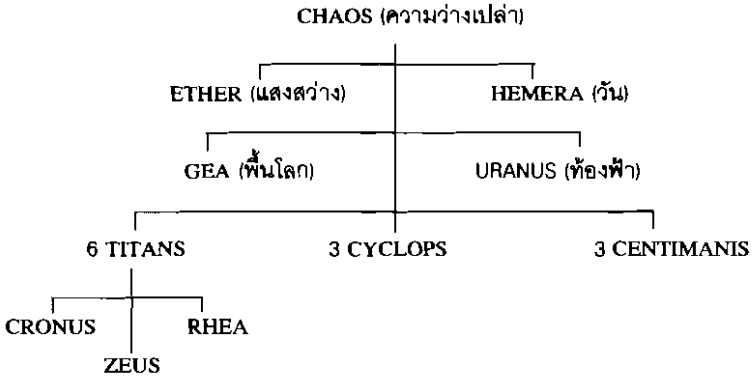 CHAOS (ความว่างเปล่า)
ETHER (แสงสว่าง) HEMERA (วัน)
GEA (พื้นโลก) URANUS (ท้องฟ้า)
6 TITANS 3 CYCLOPS 3 CENTIMANIS
CRONUS RHEA
ZEUS